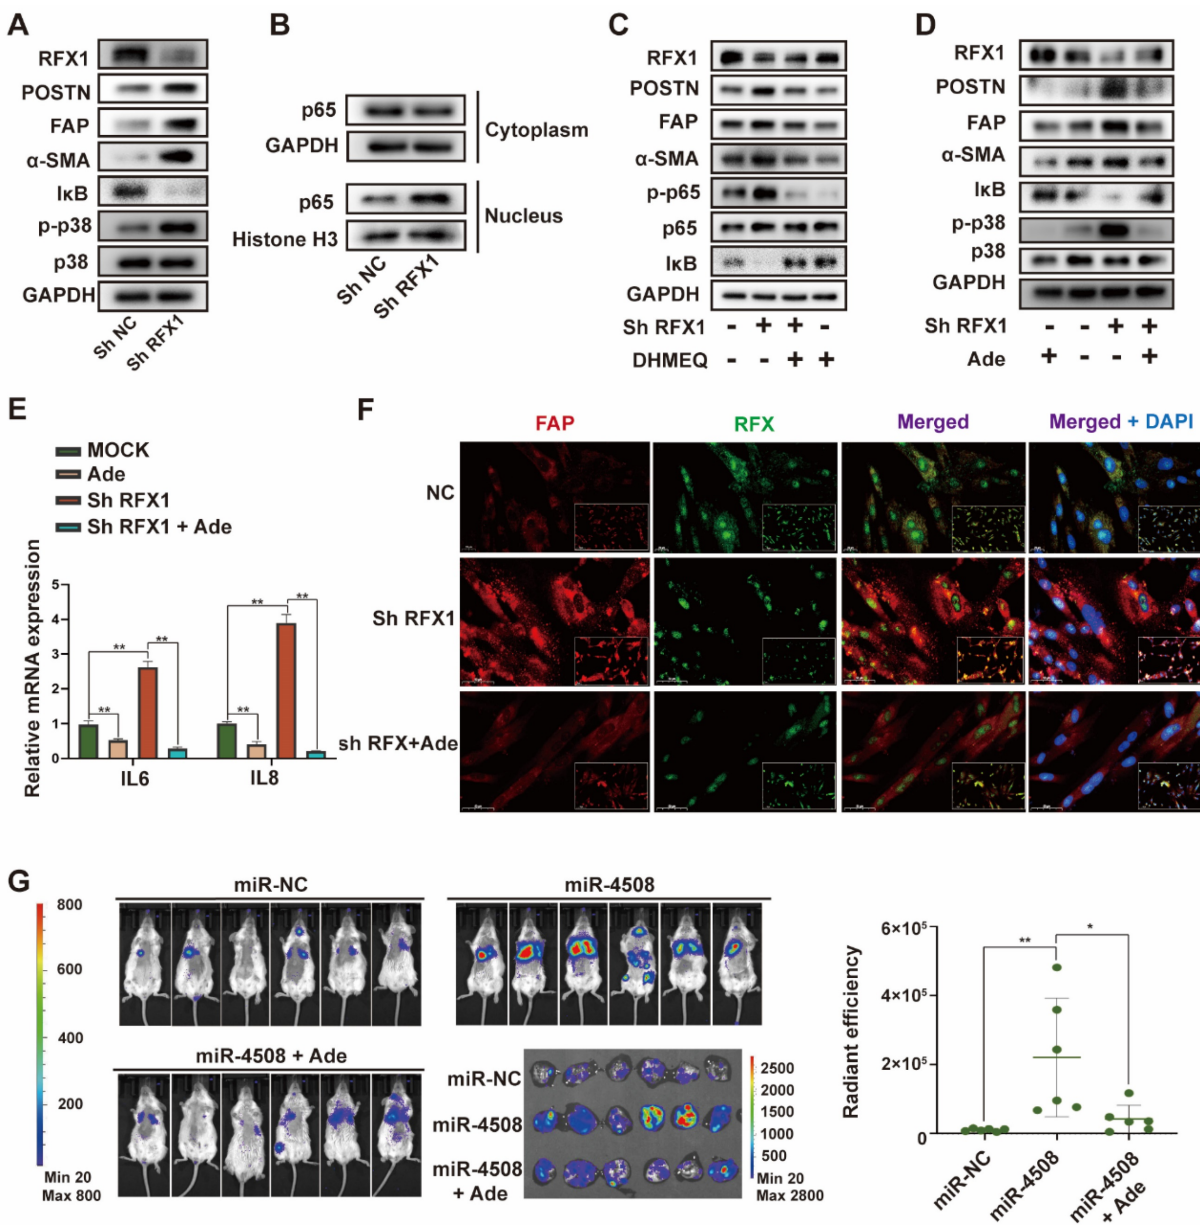 A
RFX1
POSTN
FAP
α-SMA
IκB
p-p38
p38
GAPDH
Sh NC
Sh RFX1
B
p65
GAPDH
Cytoplasm
p65
Histone H3
Nucleus
Sh NC
Sh RFX1
C
RFX1
POSTN
FAP
α-SMA
p-p65
p65
IκB
GAPDH
Sh RFX1 - + + -
DHMEQ - - + +
D
RFX1
POSTN
FAP
α-SMA
IκB
p-p38
p38
GAPDH
Sh RFX1 - - + +
Ade + - - +
E
MOCK
Ade
Sh RFX1
Sh RFX1 + Ade
Relative mRNA expression
5
4
3
2
1
0
** ** ** ** ** **
IL6 IL8
F
FAP RFX Merged Merged + DAPI
NC
Sh RFX1
sh RFX+Ade
G
800
600
400
200
Min 20
Max 800
miR-NC
miR-4508
miR-4508 + Ade
miR-NC
miR-4508
miR-4508
+ Ade
2500
2000
1500
1000
500
Min 20
Max 2800
Radiant efficiency
6×10⁵
4×10⁵
2×10⁵
0
** *
miR-NC
miR-4508
miR-4508
+ Ade